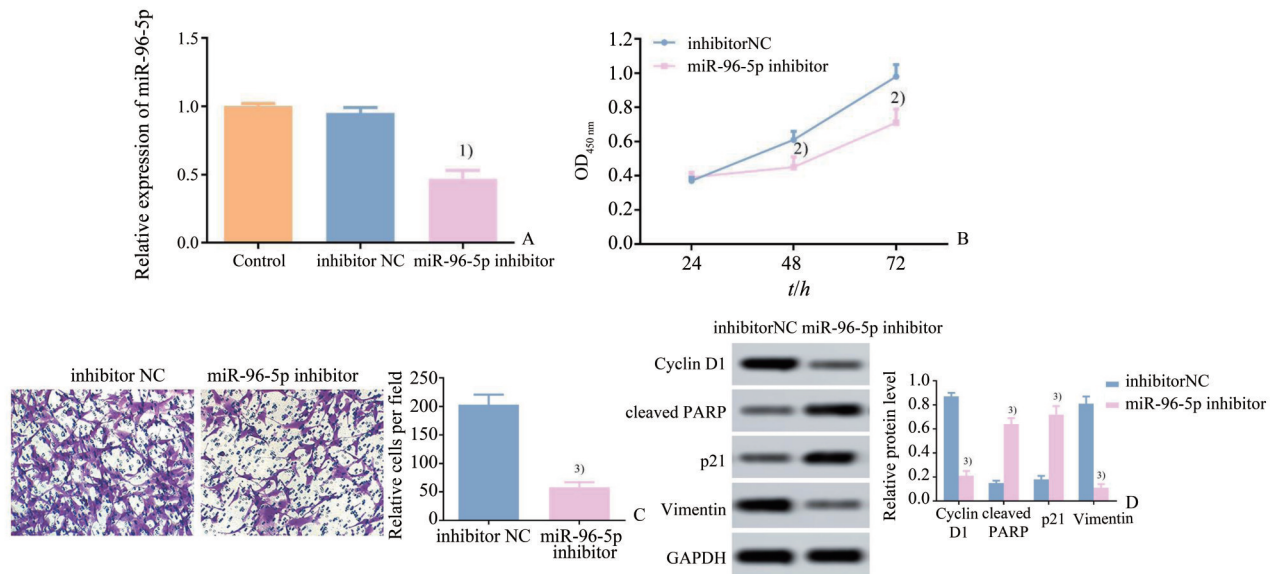 Relative expression of miR-96-5p
1.5
1.0
0.5
0.0
1)
Control
inhibitor NC
miR-96-5p inhibitor
A
inhibitorNC
miR-96-5p inhibitor
OD450 nm
1.0
0.8
0.6
0.4
0.2
0
2)
2)
24
48
72
t/h
B
inhibitor NC
miR-96-5p inhibitor
Relative cells per field
250
200
150
100
50
0
3)
inhibitor NC
miR-96-5p
inhibitor
C
inhibitorNC miR-96-5p inhibitor
Cyclin D1
cleaved PARP
p21
Vimentin
GAPDH
inhibitorNC
miR-96-5p inhibitor
Relative protein level
1.0
0.8
0.6
0.4
0.2
0.0
3)
3)
3)
3)
Cyclin
D1
cleaved
PARP
p21
Vimentin
D